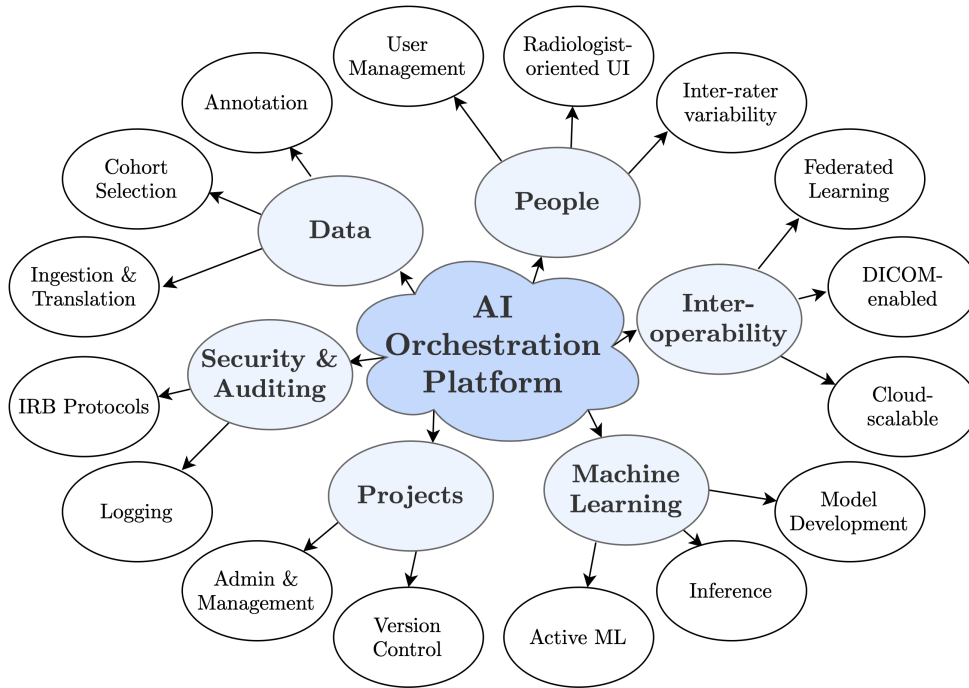 User
Management
Radiologist-
oriented UI
Inter-rater
variability
Annotation
Cohort
Selection
Federated
Learning
People
Data
Ingestion &
Translation
DICOM-
enabled
Inter-
operability
AI
Orchestration
Platform
Security &
Auditing
IRB Protocols
Cloud-
scalable
Machine
Learning
Projects
Logging
Model
Development
Admin &
Management
Inference
Version
Control
Active ML